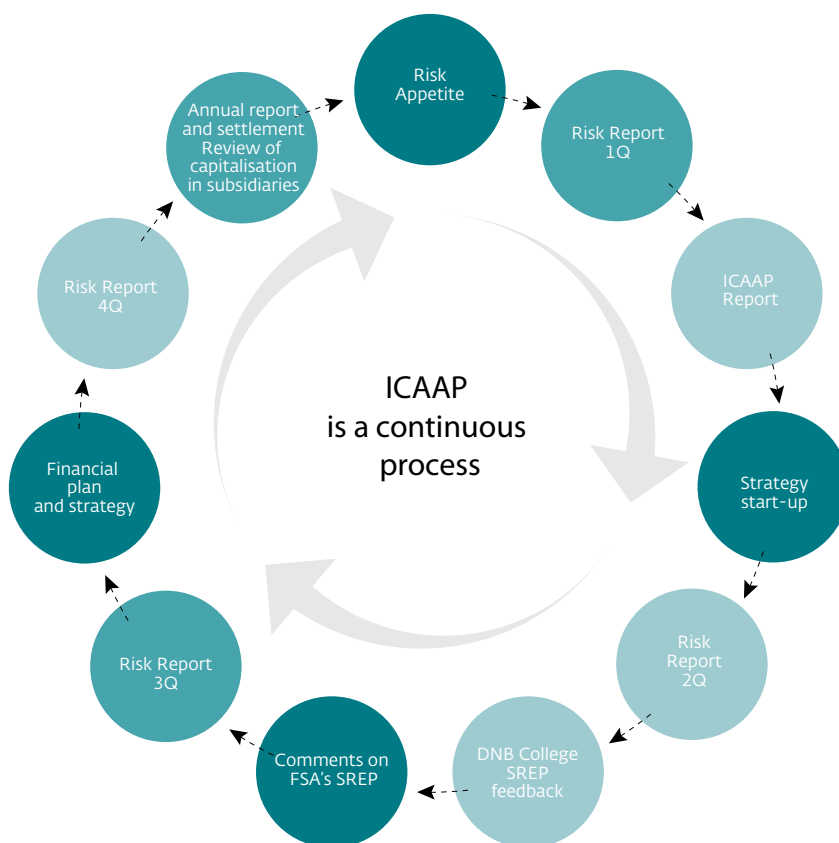 Risk
Appetite
Risk Report
1Q
ICAAP
Report
Strategy
start-up
Risk
Report
2Q
DNB College
SREP
feedback
Comments on
FSA's SREP
Risk Report
3Q
Financial
plan
and strategy
Risk Report
4Q
Annual report
and settlement
Review of
capitalisation
in subsidiaries
ICAAP
is a continuous
process